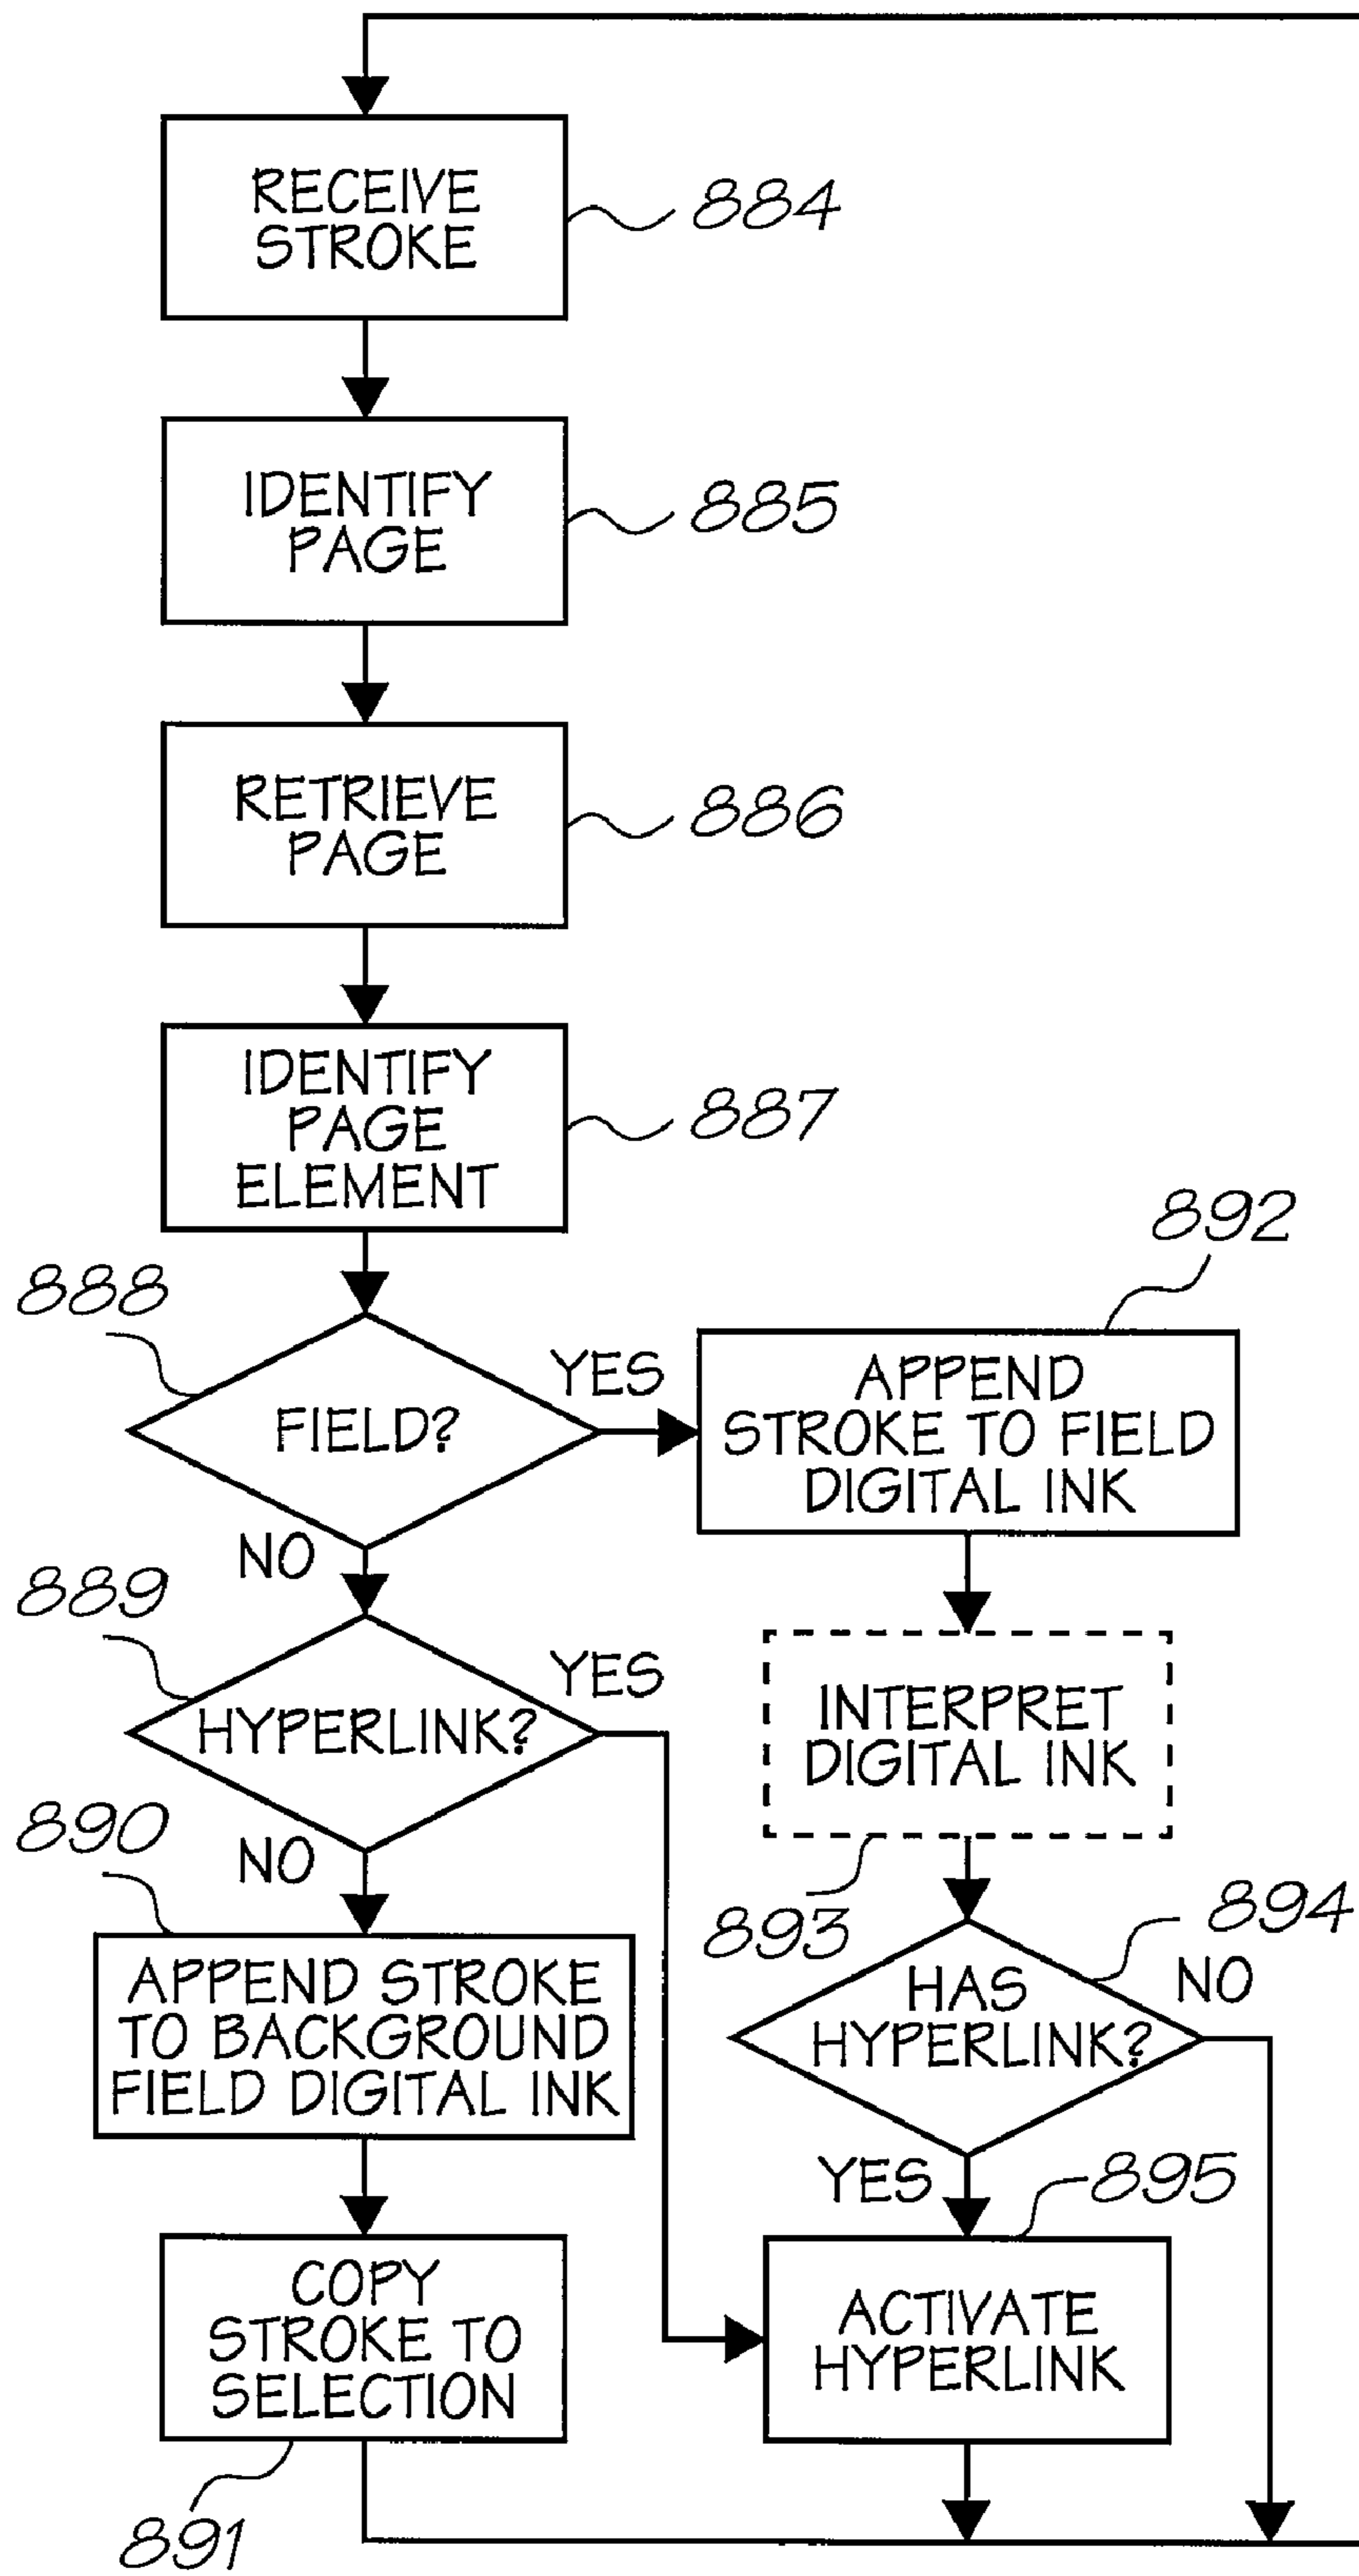 RECEIVE
STROKE
884
IDENTIFY
PAGE
885
RETRIEVE
PAGE
886
IDENTIFY
PAGE
ELEMENT
887
888
FIELD?
YES
NO
892
APPEND
STROKE TO FIELD
DIGITAL INK
889
HYPERLINK?
YES
NO
INTERPRET
DIGITAL INK
893
890
APPEND STROKE
TO BACKGROUND
FIELD DIGITAL INK
894
HAS
HYPERLINK?
NO
YES
895
COPY
STROKE TO
SELECTION
891
ACTIVATE
HYPERLINK